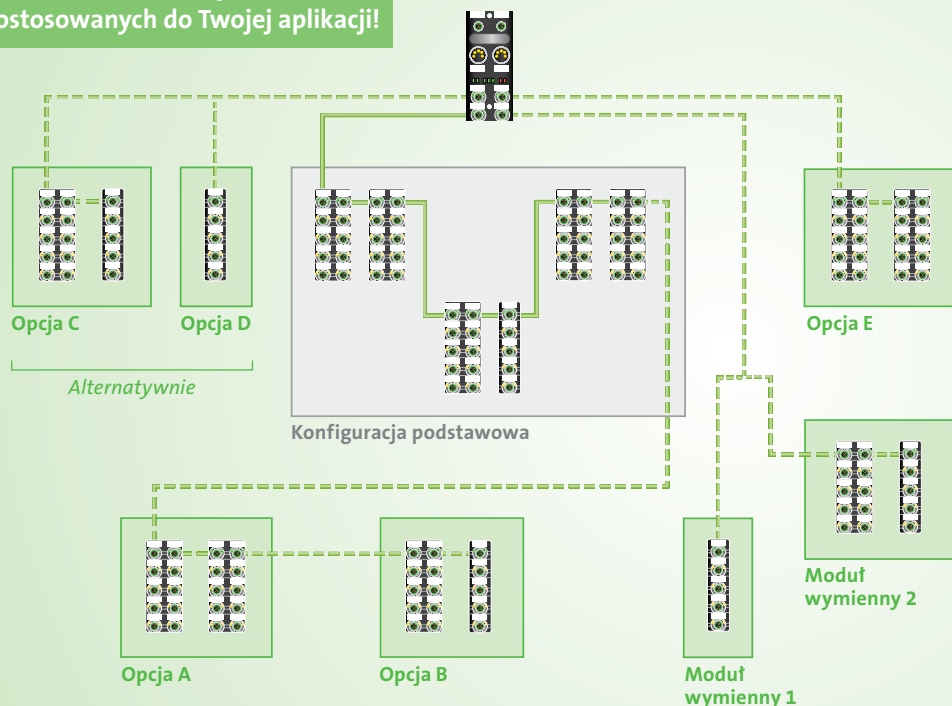 ostosowanych do Twojej aplikacji!
Opcja C
Opcja D
Opcja E
Alternatywnie
Konfiguracja podstawowa
Moduł
wymienny 2
Opcja A
Opcja B
Moduł
wymienny 1